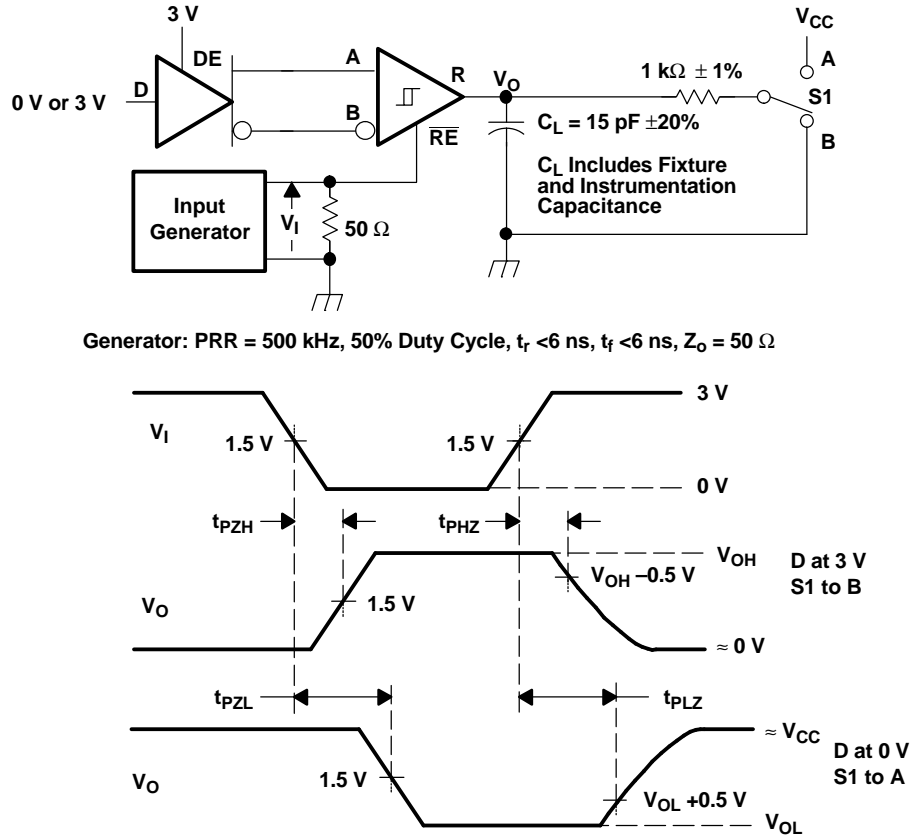 3 V
DE
D
0 V or 3 V
A
B
R
R̅E̅
V_O
1 kΩ ± 1%
V_CC
A
S1
B
C_L = 15 pF ±20%
C_L Includes Fixture
and Instrumentation
Capacitance
Input
Generator
V_I
50 Ω
Generator: PRR = 500 kHz, 50% Duty Cycle, t_r <6 ns, t_f <6 ns, Z_o = 50 Ω
3 V
V_I
1.5 V
1.5 V
0 V
t_PZH
t_PHZ
V_OH
D at 3 V
S1 to B
V_OH –0.5 V
V_O
1.5 V
≈ 0 V
t_PZL
t_PLZ
≈ V_CC
D at 0 V
S1 to A
V_O
1.5 V
V_OL +0.5 V
V_OL